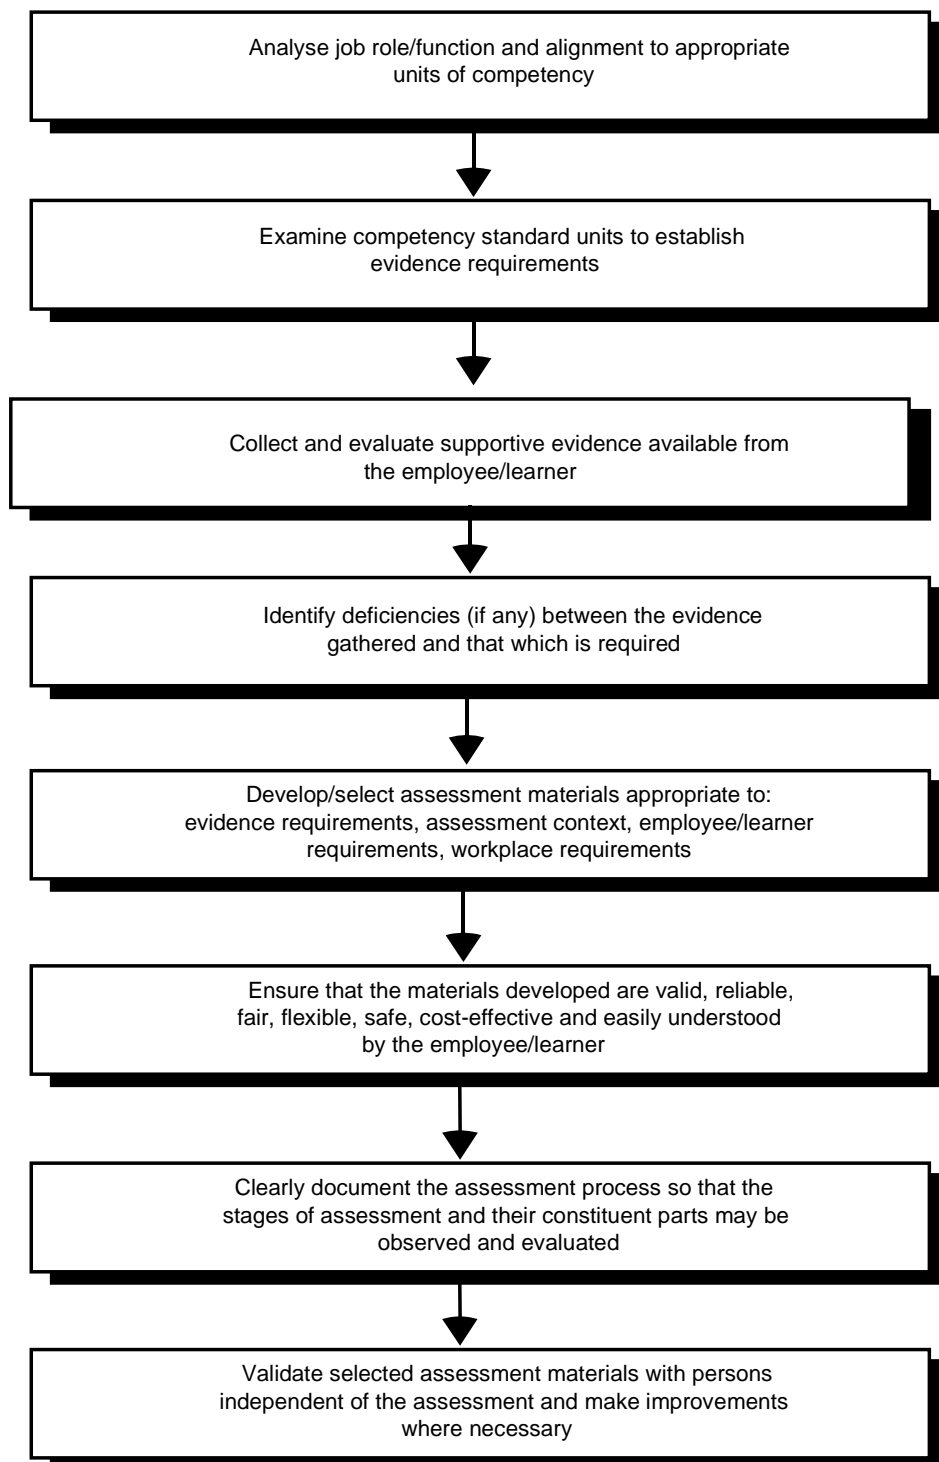 Analyse job role/function and alignment to appropriate
units of competency
Examine competency standard units to establish
evidence requirements
Collect and evaluate supportive evidence available from
the employee/learner
Identify deficiencies (if any) between the evidence
gathered and that which is required
Develop/select assessment materials appropriate to:
evidence requirements, assessment context, employee/learner
requirements, workplace requirements
Ensure that the materials developed are valid, reliable,
fair, flexible, safe, cost-effective and easily understood
by the employee/learner
Clearly document the assessment process so that the
stages of assessment and their constituent parts may be
observed and evaluated
Validate selected assessment materials with persons
independent of the assessment and make improvements
where necessary